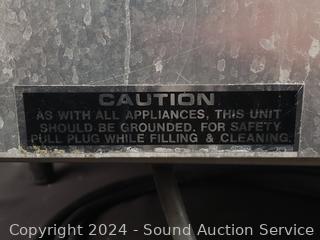 CAUTION
AS WITH ALL APPLIANCES, THIS UNIT
SHOULD BE GROUNDED. FOR SAFETY
PULL PLUG WHILE FILLING & CLEANING.
Copyright 2024 - Sound Auction Service